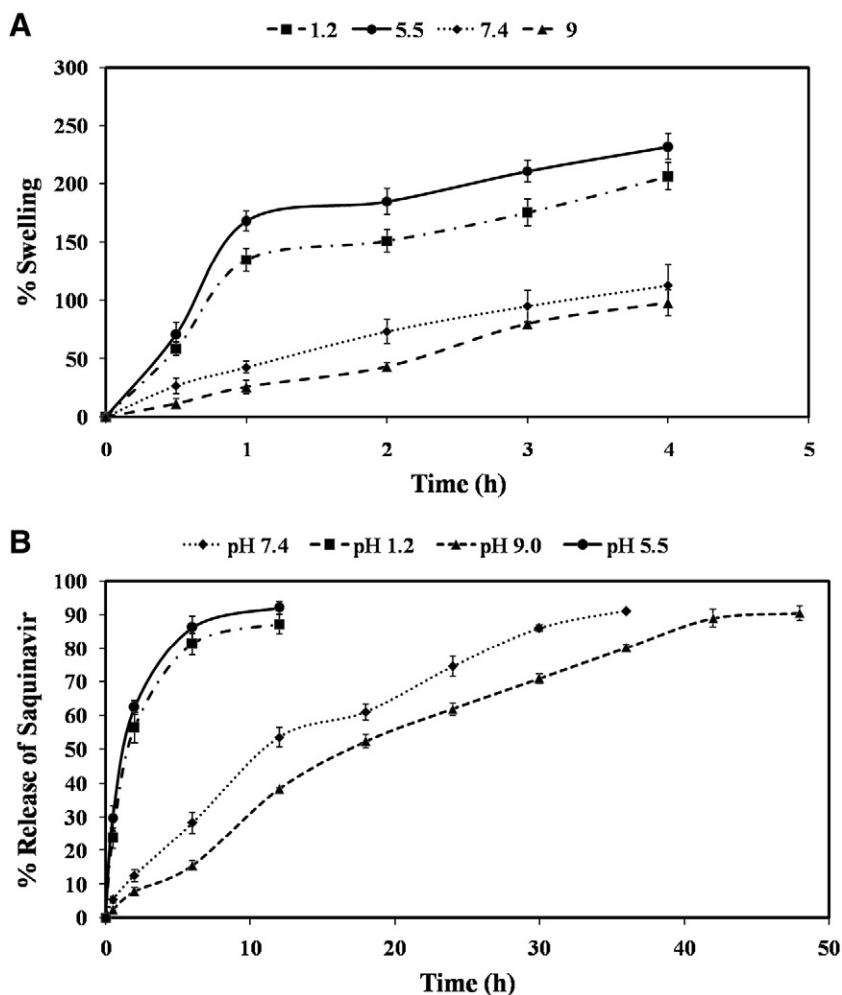 A
1.2 5.5 7.4 9
300
250
200
150
100
50
0
% Swelling
0 1 2 3 4 5
Time (h)
B
pH 7.4 pH 1.2 pH 9.0 pH 5.5
100
90
80
70
60
50
40
30
20
10
0
% Release of Saquinavir
0 10 20 30 40 50
Time (h)